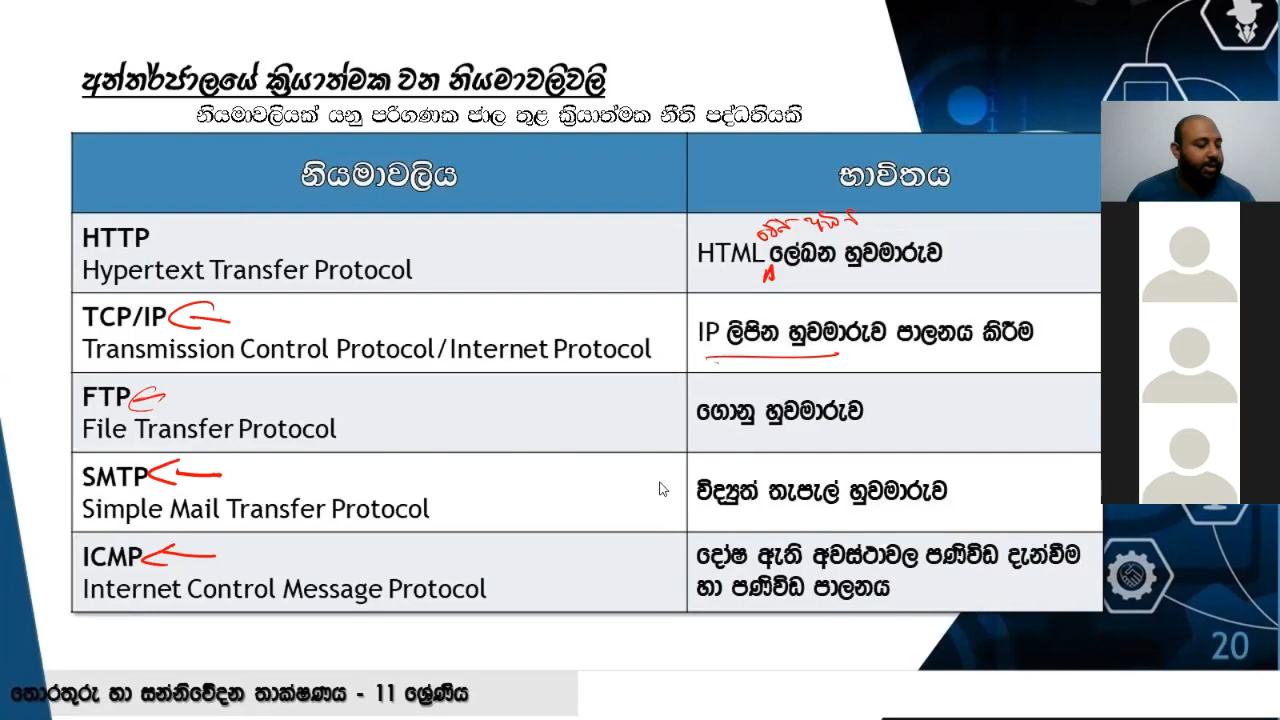 අන්තර්ජාලයේ ක්‍රියාත්මක වන නියමාවලිවලි
නියමාවලියක් යනු පරිගණක ජාල තුළ ක්‍රියාත්මක නීති පද්ධතියකි
නියමාවලිය
භාවිතය
HTTP
Hypertext Transfer Protocol
HTML ලේඛන හුවමාරුව
TCP/IP
Transmission Control Protocol/Internet Protocol
IP ලිපින හුවමාරුව පාලනය කිරීම
FTP
File Transfer Protocol
ගොනු හුවමාරුව
SMTP
Simple Mail Transfer Protocol
විද්‍යුත් තැපැල් හුවමාරුව
ICMP
Internet Control Message Protocol
දෝෂ ඇති අවස්ථාවල පණිවිඩ දැන්වීම
හා පණිවිඩ පාලනය
20
තොරතුරු හා සන්නිවේදන තාක්ෂණය - 11 ශ්‍රේණිය